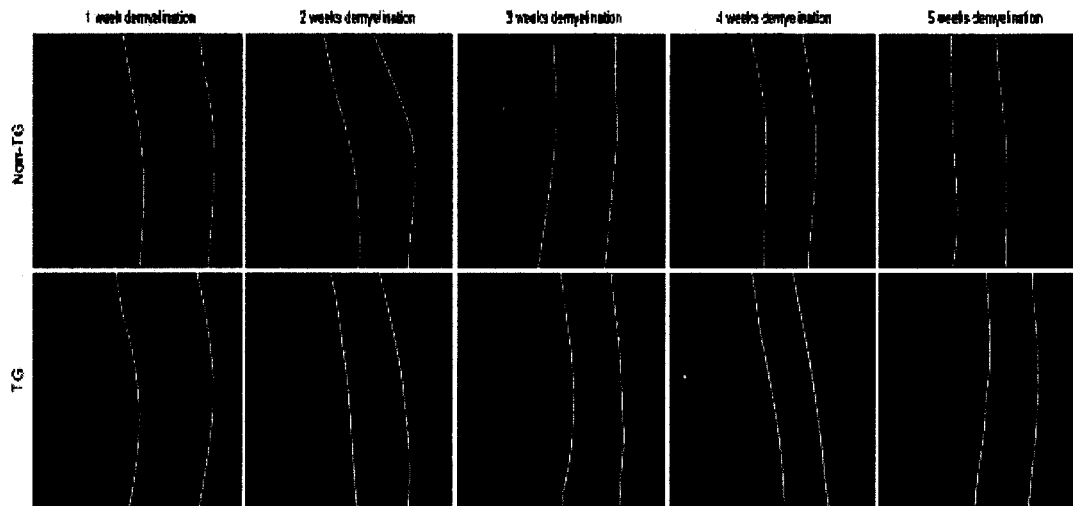 1 week demyelination
2 weeks demyelination
3 weeks demyelination
4 weeks demyelination
5 weeks demyelination
Non-TG
TG